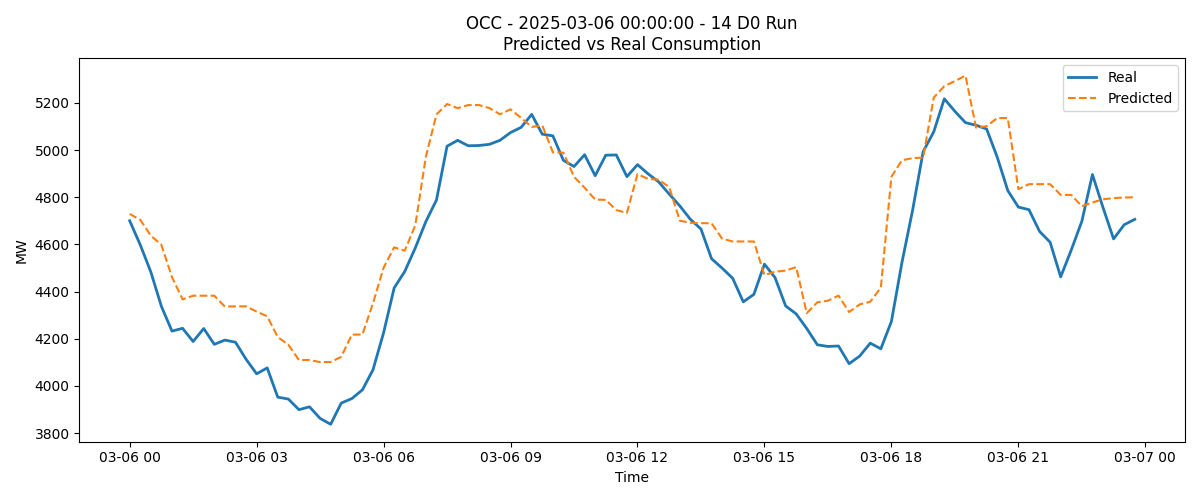 OCC - 2025-03-06 00:00:00 - 14 D0 Run
Predicted vs Real Consumption
Real
Predicted
MW
5200
5000
4800
4600
4400
4200
4000
3800
03-06 00
03-06 03
03-06 06
03-06 09
03-06 12
03-06 15
03-06 18
03-06 21
03-07 00
Time